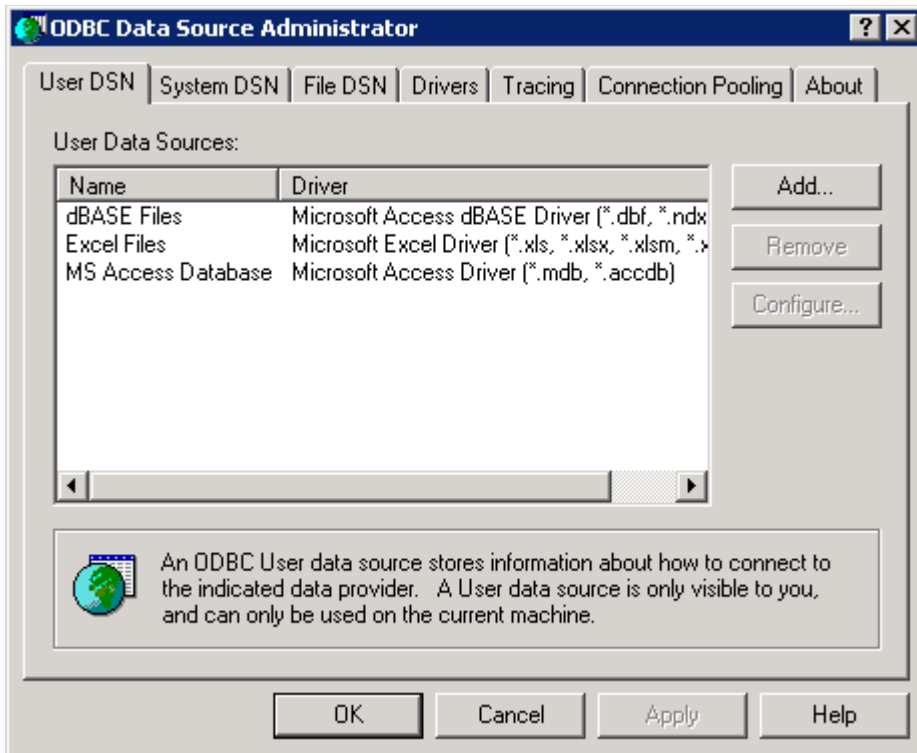 ODBC Data Source Administrator
User DSN System DSN File DSN Drivers Tracing Connection Pooling About
User Data Sources:
Name Driver
dBASE Files Microsoft Access dBASE Driver (*.dbf, *.ndx
Excel Files Microsoft Excel Driver (*.xls, *.xlsx, *.xlsm, *.x
MS Access Database Microsoft Access Driver (*.mdb, *.accdb)
Add...
Remove
Configure...
An ODBC User data source stores information about how to connect to
the indicated data provider. A User data source is only visible to you,
and can only be used on the current machine.
OK Cancel Apply Help